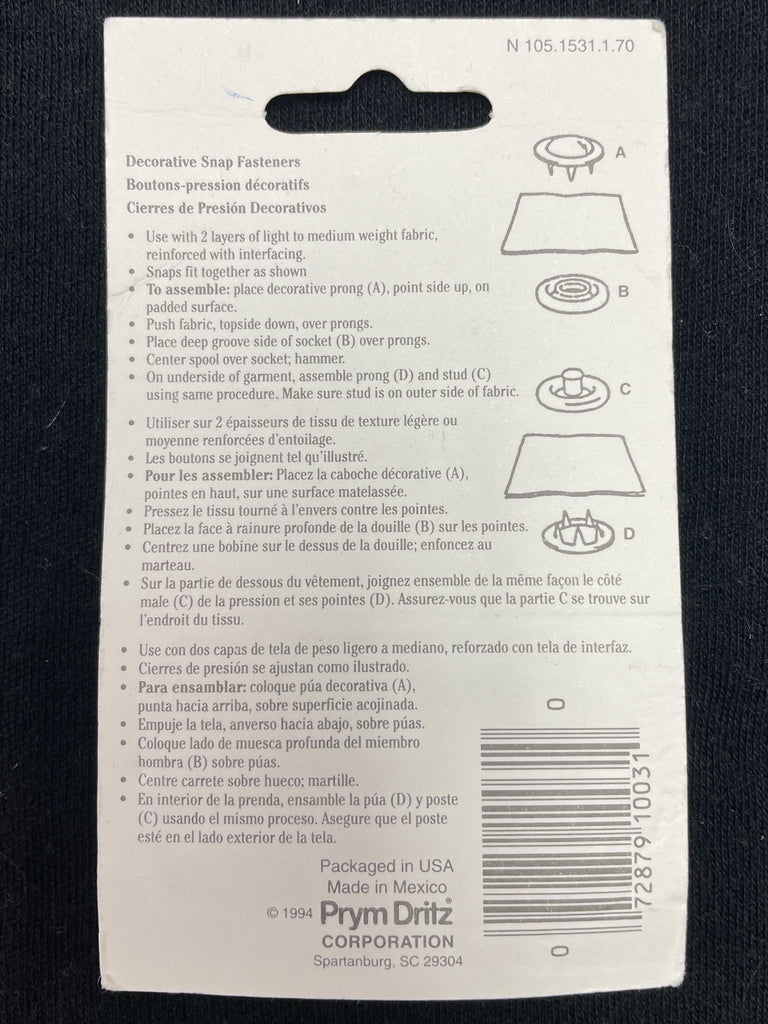 N 105.1531.1.70
Decorative Snap Fasteners
Boutons-pression décoratifs
Cierres de Presión Decorativos
• Use with 2 layers of light to medium weight fabric,
reinforced with interfacing.
• Snaps fit together as shown
• To assemble: place decorative prong (A), point side up, on
padded surface.
• Push fabric, topside down, over prongs.
• Place deep groove side of socket (B) over prongs.
• Center spool over socket; hammer.
• On underside of garment, assemble prong (D) and stud (C)
using same procedure. Make sure stud is on outer side of fabric.
A
B
C
D
• Utiliser sur 2 épaisseurs de tissu de texture légère ou
moyenne renforcées d'entoilage.
• Les boutons se joignent tel qu'illustré.
• Pour les assembler: Placez la caboche décorative (A),
pointes en haut, sur une surface matelassée.
• Pressez le tissu tourné à l'envers contre les pointes.
• Placez la face à rainure profonde de la douille (B) sur les pointes.
• Centrez une bobine sur le dessus de la douille; enfoncez au
marteau.
• Sur la partie de dessous du vêtement, joignez ensemble de la même façon le côté
male (C) de la pression et ses pointes (D). Assurez-vous que la partie C se trouve sur
l'endroit du tissu.
• Use con dos capas de tela de peso ligero a mediano, reforzado con tela de interfaz.
• Cierres de presión se ajustan como ilustrado.
• Para ensamblar: coloque púa decorativa (A),
punta hacia arriba, sobre superficie acojinada.
• Empuje la tela, anverso hacia abajo, sobre púas.
• Coloque lado de muesca profunda del miembro
hombra (B) sobre púas.
• Centre carrete sobre hueco; martille.
• En interior de la prenda, ensamble la púa (D) y poste
(C) usando el mismo proceso. Asegure que el poste
esté en el lado exterior de la tela.
0
72879 10031
0
Packaged in USA
Made in Mexico
© 1994 Prym Dritz®
CORPORATION
Spartanburg, SC 29304